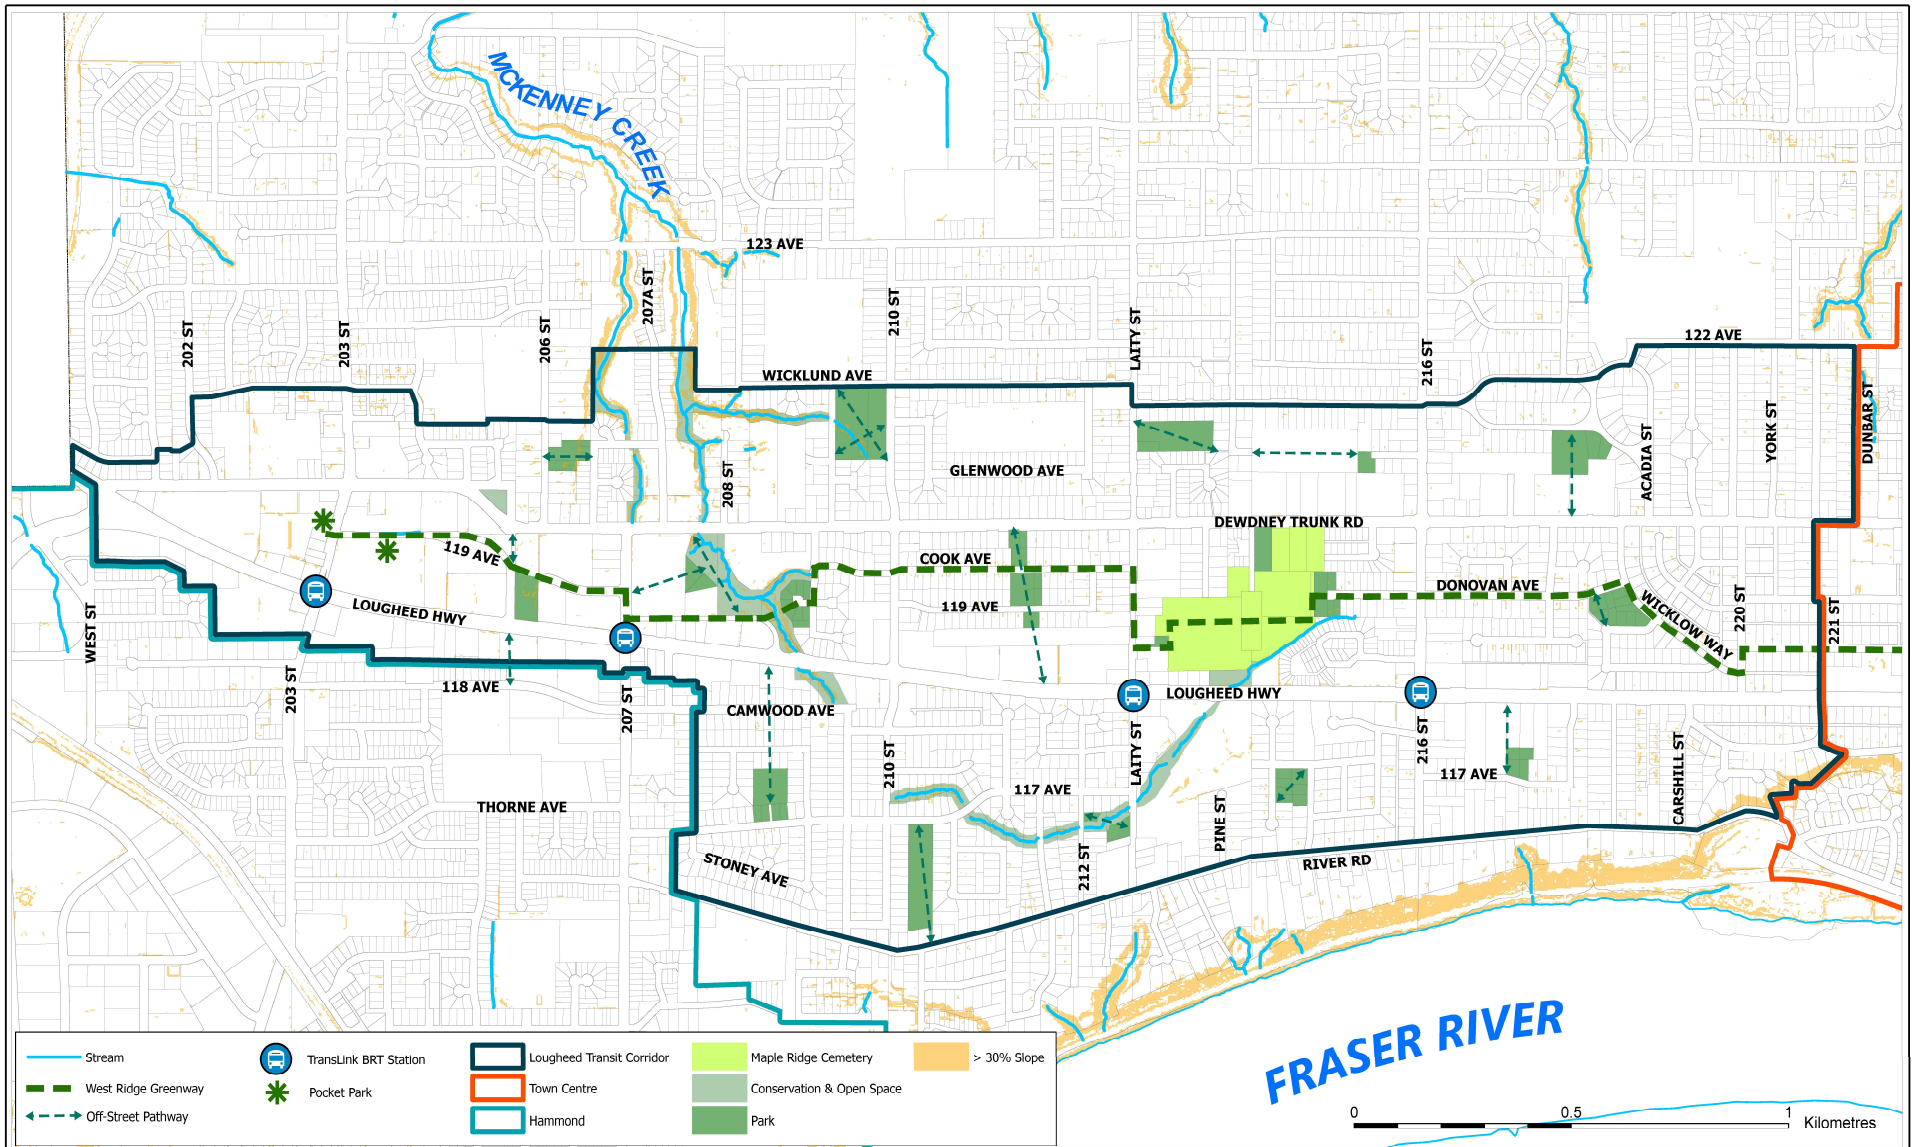 MCKENNEY CREEK
123 AVE
207A ST
210 ST
202 ST
203 ST
206 ST
LAITY ST
216 ST
122 AVE
WICKLUND AVE
DUNBAR ST
YORK ST
ACADIA ST
GLENWOOD AVE
208 ST
DEWDNEY TRUNK RD
119 AVE
COOK AVE
DONOVAN AVE
119 AVE
WICKLOW WAY
220 ST
221 ST
LOUGHEED HWY
WEST ST
203 ST
118 AVE
207 ST
CAMWOOD AVE
LOUGHEED HWY
210 ST
LAITY ST
216 ST
117 AVE
117 AVE
CARSHILL ST
THORNE AVE
PINE ST
STONEY AVE
212 ST
RIVER RD
FRASER RIVER
Stream
TransLink BRT Station
Lougheed Transit Corridor
Maple Ridge Cemetery
> 30% Slope
West Ridge Greenway
Pocket Park
Town Centre
Conservation & Open Space
Off-Street Pathway
Hammond
Park
0 0.5 1
Kilometres